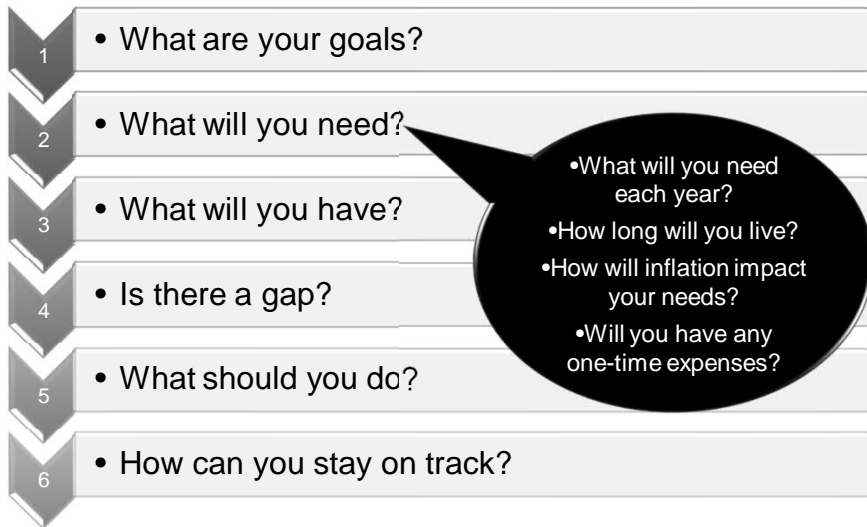 1
• What are your goals?
2
• What will you need?
3
• What will you have?
4
• Is there a gap?
5
• What should you do?
6
• How can you stay on track?
•What will you need
each year?
•How long will you live?
•How will inflation impact
your needs?
•Will you have any
one-time expenses?